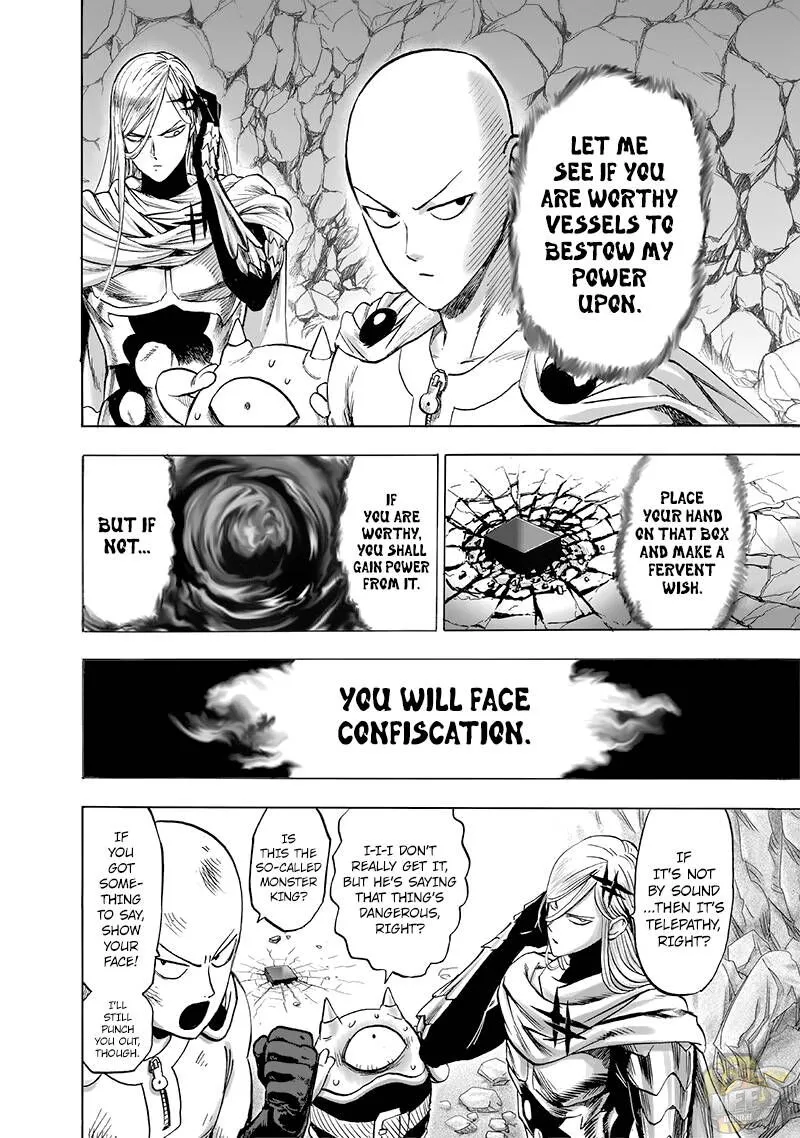 LET ME
SEE IF YOU
ARE WORTHY
VESSELS TO
BESTOW MY
POWER
UPON.
PLACE
YOUR HAND
ON THAT BOX
AND MAKE A
FERVENT
WISH.
IF
YOU ARE
WORTHY,
YOU SHALL
GAIN POWER
FROM IT.
BUT IF
NOT...
YOU WILL FACE
CONFISCATION.
IF
IT'S NOT
BY SOUND
...THEN IT'S
TELEPATHY,
RIGHT?
I-I-I DON'T
REALLY GET IT,
BUT HE'S SAYING
THAT THING'S
DANGEROUS,
RIGHT?
IS
THIS THE
SO-CALLED
MONSTER
KING?
IF
YOU GOT
SOME-
THING
TO SAY,
SHOW
YOUR
FACE!
I'LL
STILL
PUNCH
YOU OUT,
THOUGH.